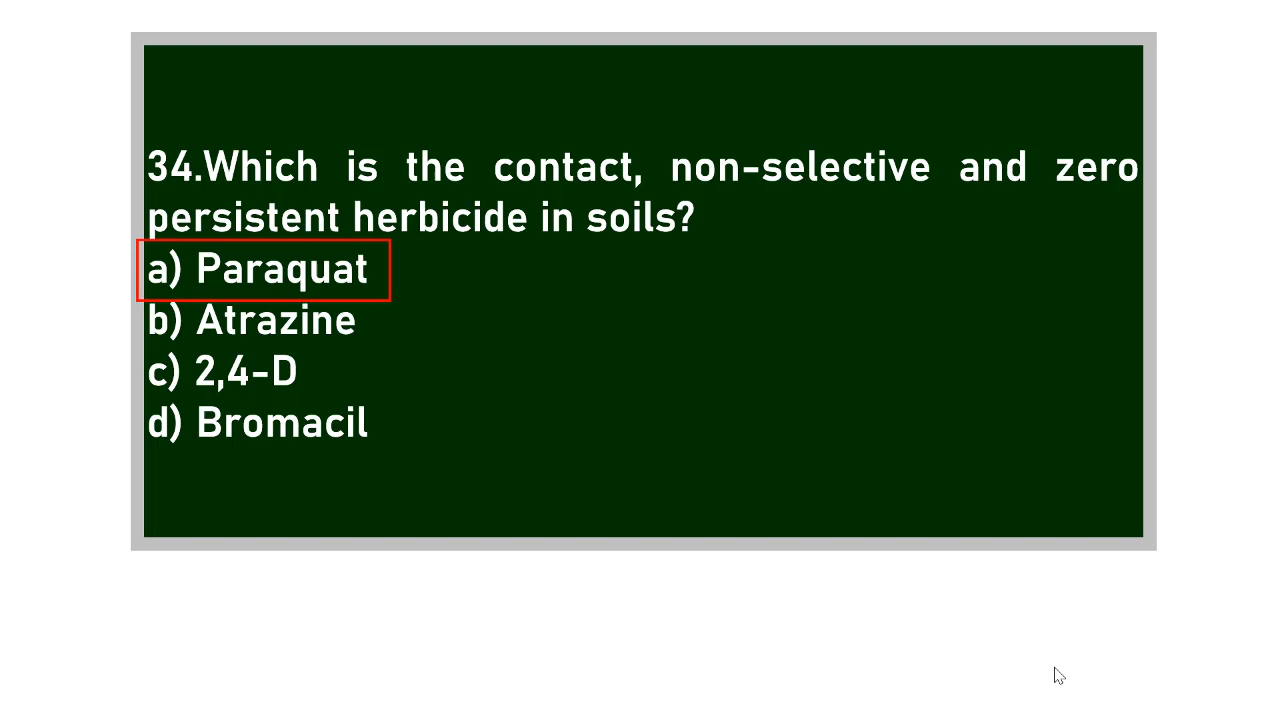 34.Which is the contact, non-selective and zero
persistent herbicide in soils?
a) Paraquat
b) Atrazine
c) 2,4-D
d) Bromacil